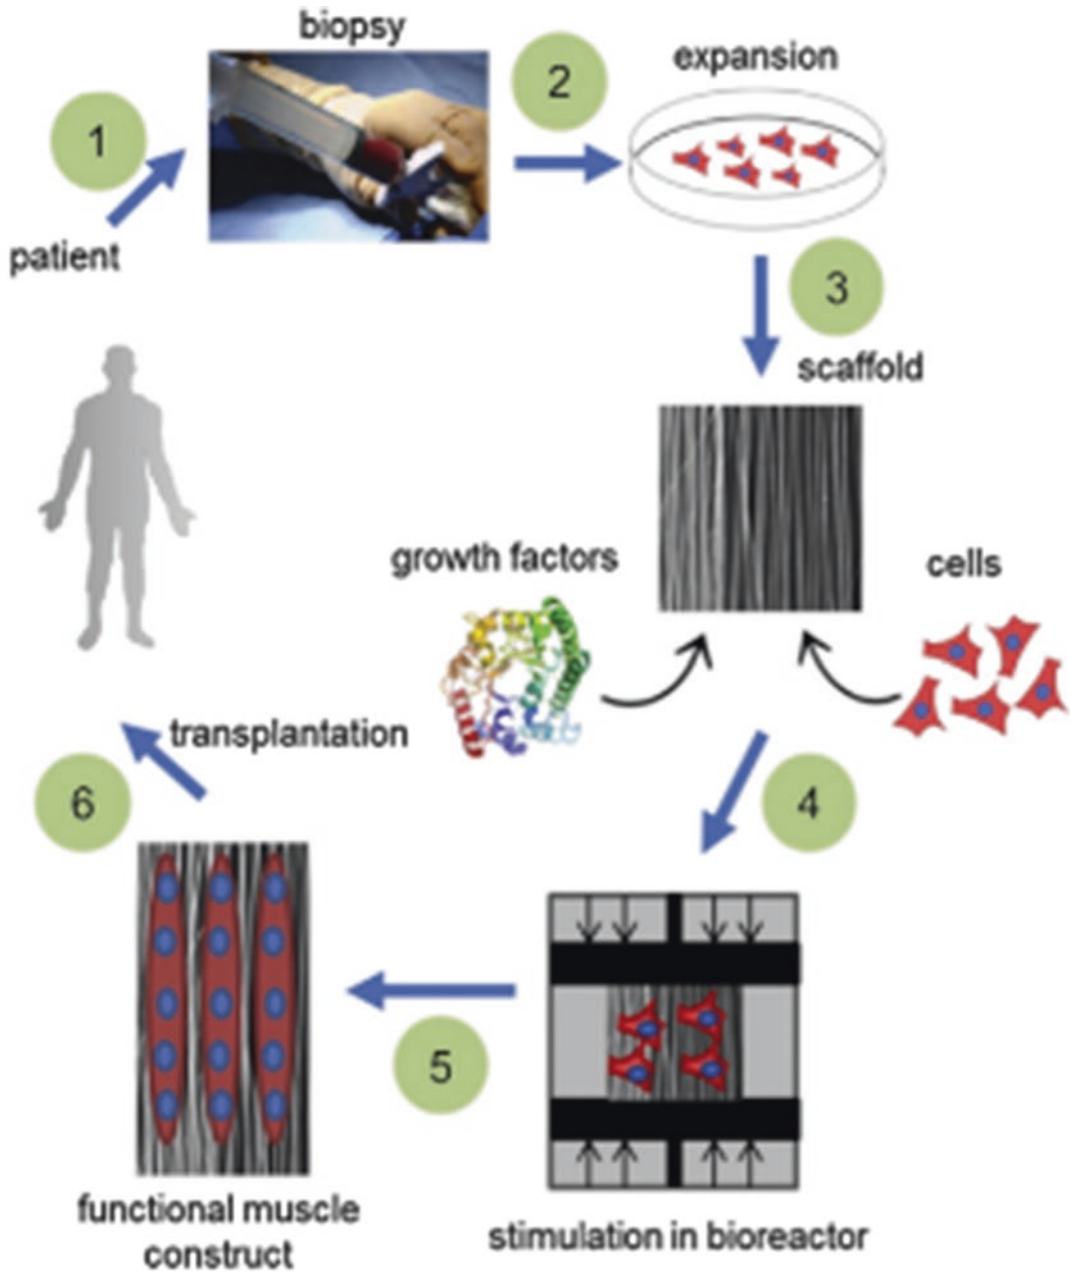 biopsy
1
2
expansion
patient
3
scaffold
growth factors
cells
transplantation
6
4
5
functional muscle
construct
stimulation in bioreactor